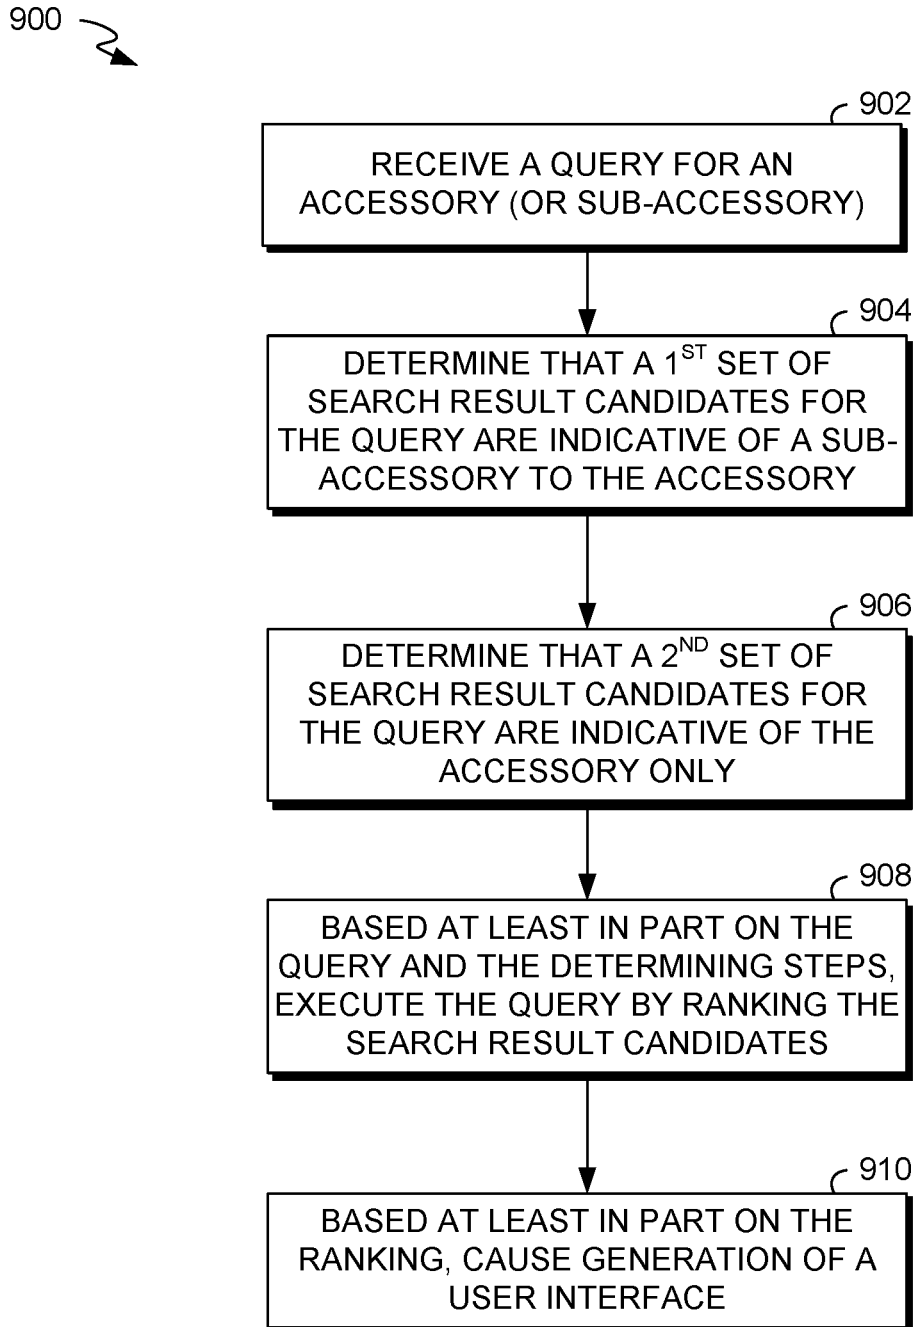 900
902
RECEIVE A QUERY FOR AN
ACCESSORY (OR SUB-ACCESSORY)
904
DETERMINE THAT A 1ST SET OF
SEARCH RESULT CANDIDATES FOR
THE QUERY ARE INDICATIVE OF A SUB-
ACCESSORY TO THE ACCESSORY
906
DETERMINE THAT A 2ND SET OF
SEARCH RESULT CANDIDATES FOR
THE QUERY ARE INDICATIVE OF THE
ACCESSORY ONLY
908
BASED AT LEAST IN PART ON THE
QUERY AND THE DETERMINING STEPS,
EXECUTE THE QUERY BY RANKING THE
SEARCH RESULT CANDIDATES
910
BASED AT LEAST IN PART ON THE
RANKING, CAUSE GENERATION OF A
USER INTERFACE